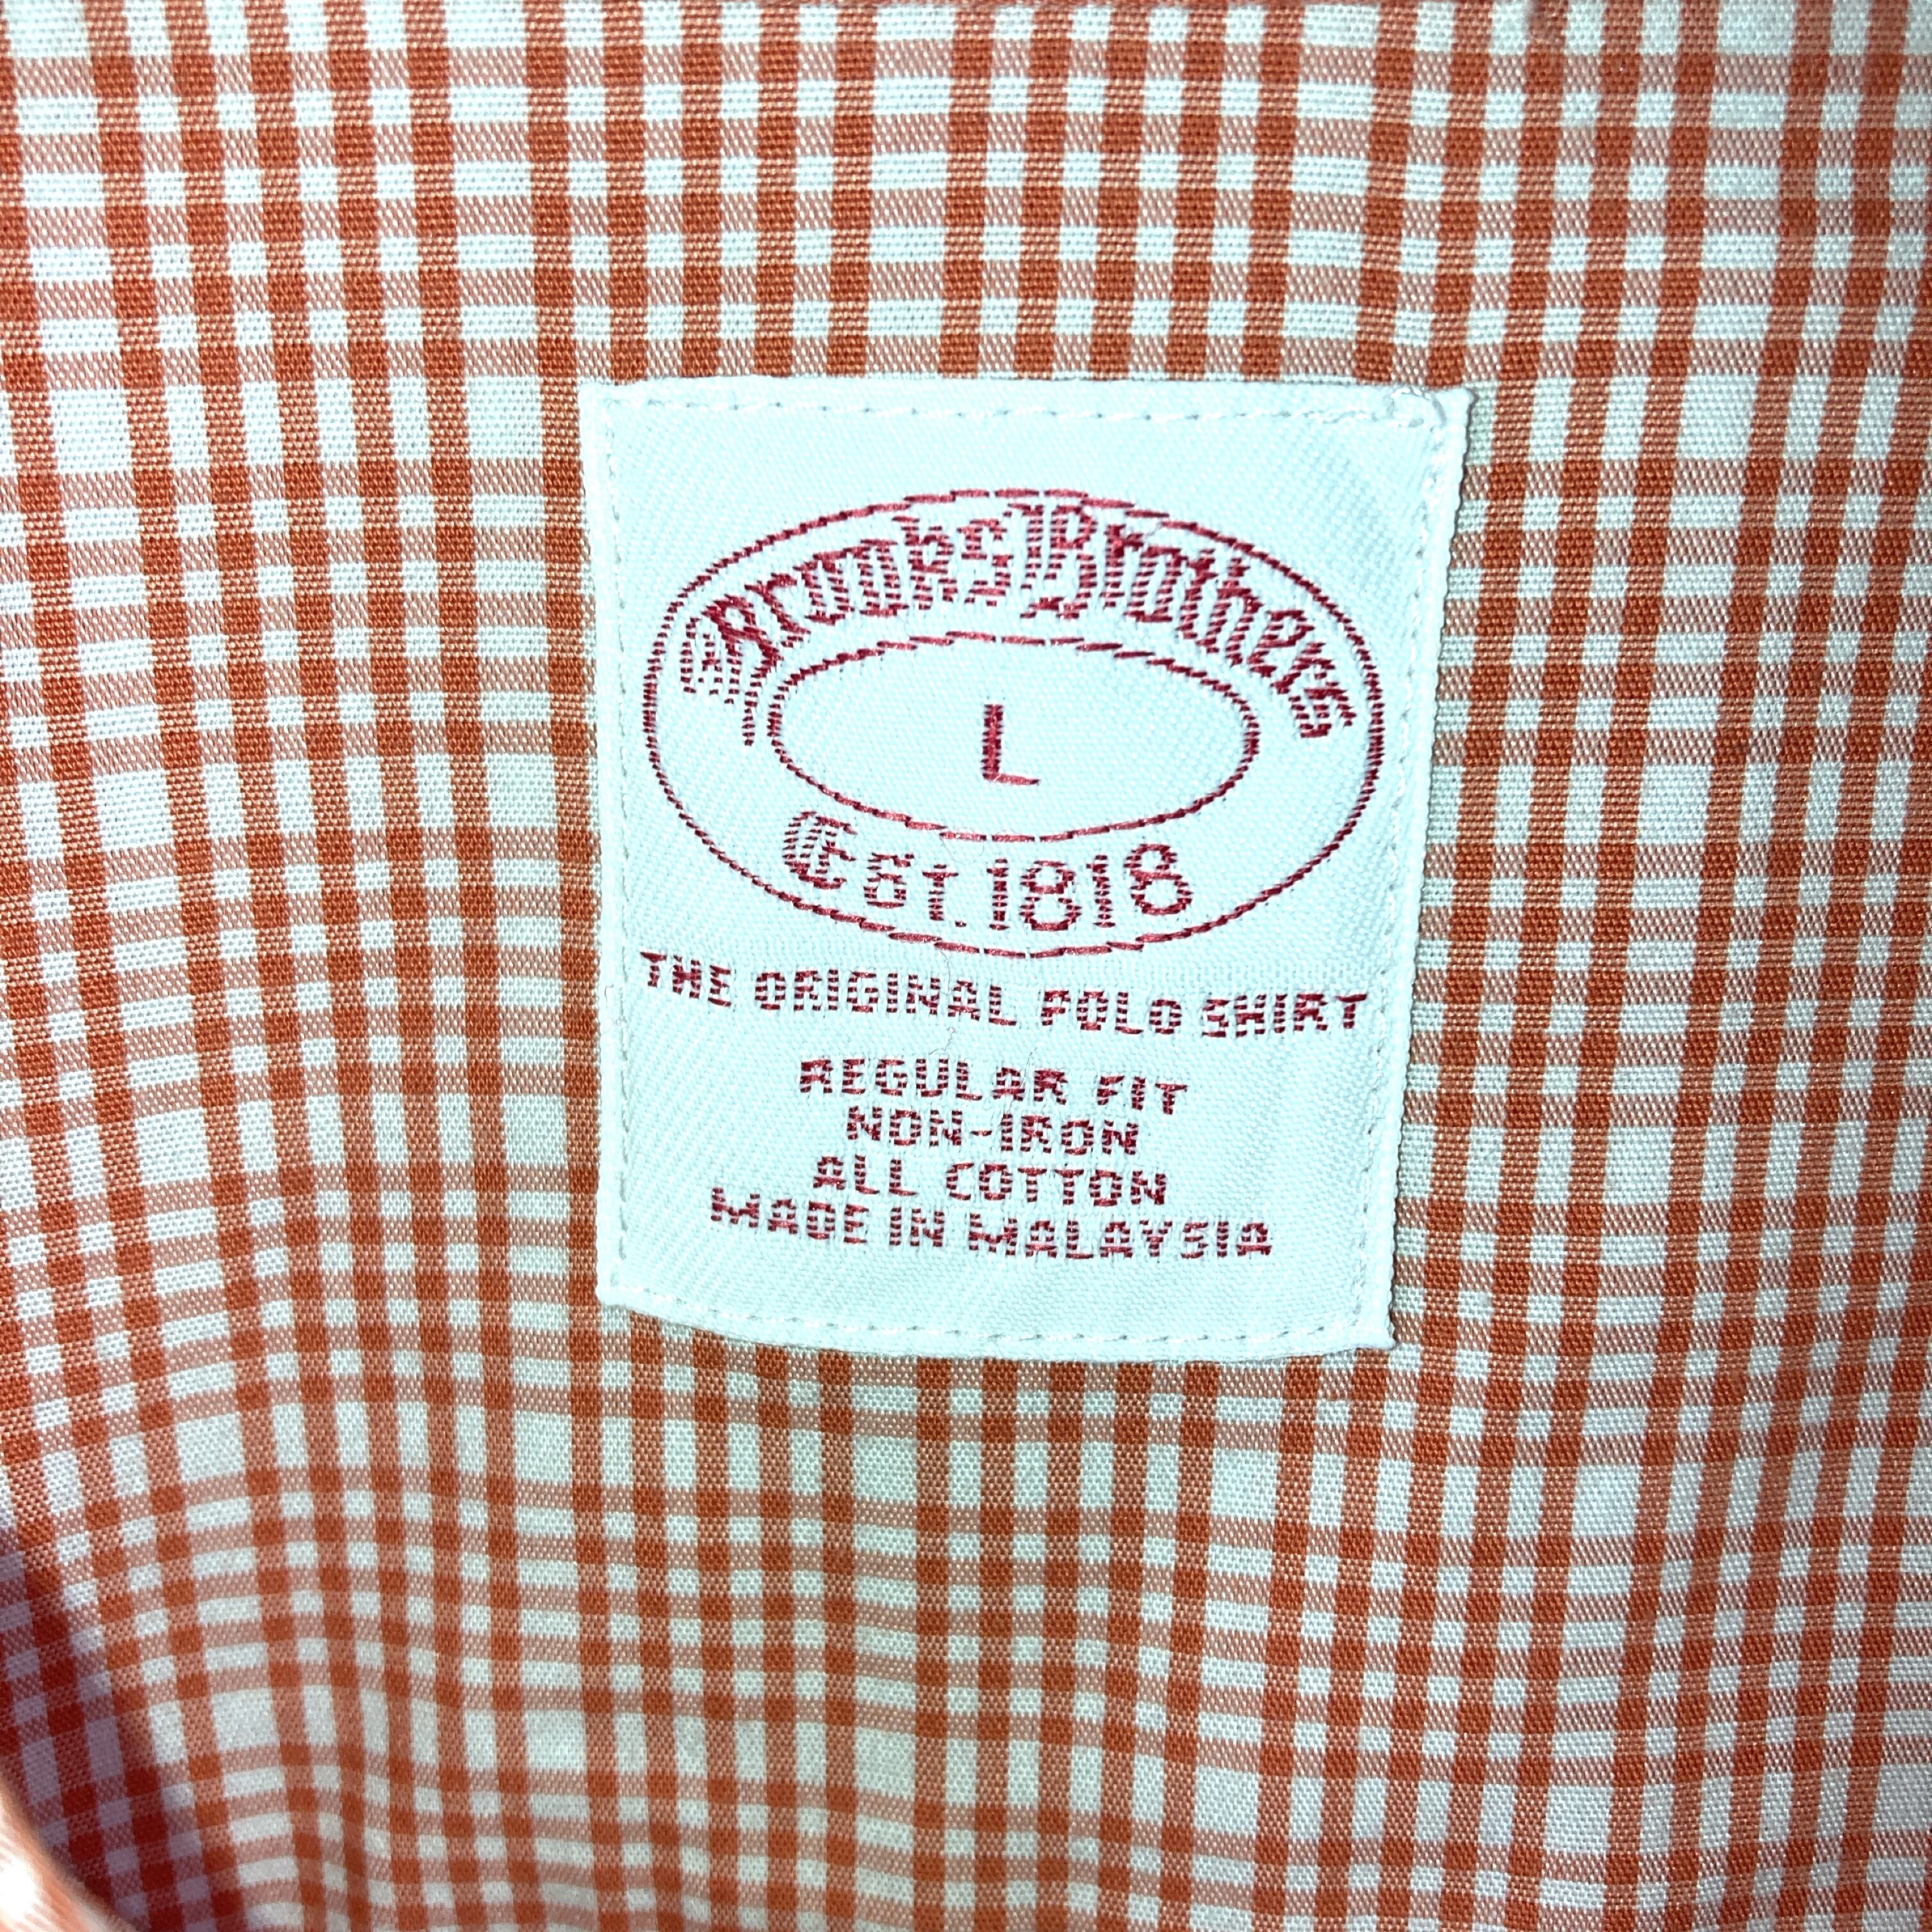 Brooks Brothers
L
Est. 1818
THE ORIGINAL POLO SHIRT
REGULAR FIT
NON-IRON
ALL COTTON
MADE IN MALAYSIA